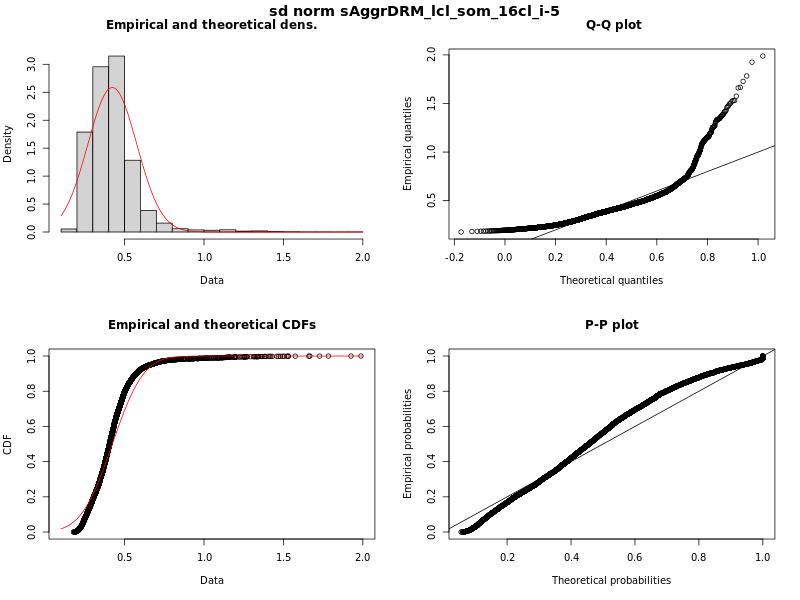 sd norm sAggrDRM_lcl_som_16cl_i-5
Empirical and theoretical dens.
Density
0.0 0.5 1.0 1.5 2.0 2.5 3.0
0.5 1.0 1.5 2.0
Data
Q-Q plot
Empirical quantiles
0.5 1.0 1.5 2.0
-0.2 0.0 0.2 0.4 0.6 0.8 1.0
Theoretical quantiles
Empirical and theoretical CDFs
CDF
0.0 0.2 0.4 0.6 0.8 1.0
0.5 1.0 1.5 2.0
Data
P-P plot
Empirical probabilities
0.0 0.2 0.4 0.6 0.8 1.0
0.2 0.4 0.6 0.8 1.0
Theoretical probabilities